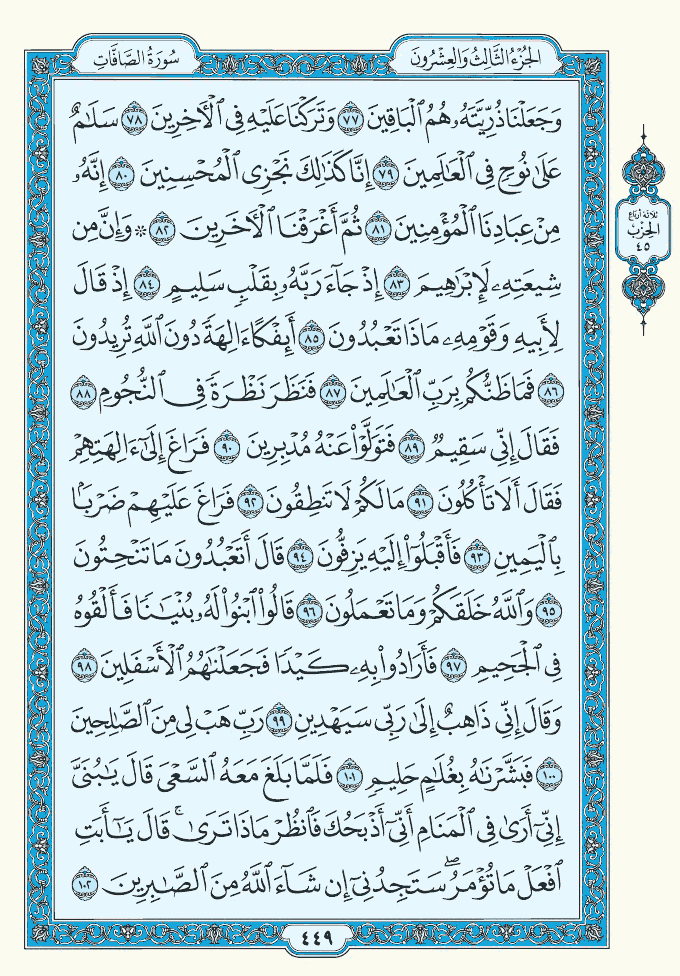 الجُزْءُ الثَّالِثُ وَالعِشْرُونَ
سُورَةُ الصَّافَّاتِ
وَجَعَلْنَا ذُرِّيَّتَهُۥ هُمُ ٱلْبَاقِينَ ٧٧ وَتَرَكْنَا عَلَيْهِ فِى ٱلْأَخِرِينَ ٧٨ سَلَـٰمٌ
عَلَىٰ نُوحٍ فِى ٱلْعَـٰلَمِينَ ٧٩ إِنَّا كَذَٰلِكَ نَجْزِى ٱلْمُحْسِنِينَ ٨٠ إِنَّهُۥ
مِنْ عِبَادِنَا ٱلْمُؤْمِنِينَ ٨١ ثُمَّ أَغْرَقْنَا ٱلْأَخَرِينَ ٨٢ ۞ وَإِنَّ مِن
شِيعَتِهِۦ لَإِبْرَٰهِيمَ ٨٣ إِذْ جَآءَ رَبَّهُۥ بِقَلْبٍ سَلِيمٍ ٨٤ إِذْ قَالَ
لِأَبِيهِ وَقَوْمِهِۦ مَاذَا تَعْبُدُونَ ٨٥ أَئِفْكًا ءَالِهَةً دُونَ ٱللَّهِ تُرِيدُونَ
٨٦ فَمَا ظَنُّكُم بِرَبِّ ٱلْعَـٰلَمِينَ ٨٧ فَنَظَرَ نَظْرَةً فِى ٱلنُّجُومِ ٨٨
فَقَالَ إِنِّى سَقِيمٌ ٨٩ فَتَوَلَّوْا۟ عَنْهُ مُدْبِرِينَ ٩٠ فَرَاغَ إِلَىٰٓ ءَالِهَتِهِمْ
فَقَالَ أَلَا تَأْكُلُونَ ٩١ مَا لَكُمْ لَا تَنطِقُونَ ٩٢ فَرَاغَ عَلَيْهِمْ ضَرْبًۢا
بِٱلْيَمِينِ ٩٣ فَأَقْبَلُوٓا۟ إِلَيْهِ يَزِفُّونَ ٩٤ قَالَ أَتَعْبُدُونَ مَا تَنْحِتُونَ
٩٥ وَٱللَّهُ خَلَقَكُمْ وَمَا تَعْمَلُونَ ٩٦ قَالُوا۟ ٱبْنُوا۟ لَهُۥ بُنْيَـٰنًا فَأَلْقُوهُ
فِى ٱلْجَحِيمِ ٩٧ فَأَرَادُوا۟ بِهِۦ كَيْدًا فَجَعَلْنَـٰهُمُ ٱلْأَسْفَلِينَ ٩٨
وَقَالَ إِنِّى ذَاهِبٌ إِلَىٰ رَبِّى سَيَهْدِينِ ٩٩ رَبِّ هَبْ لِى مِنَ ٱلصَّـٰلِحِينَ
١٠٠ فَبَشَّرْنَـٰهُ بِغُلَـٰمٍ حَلِيمٍ ١٠١ فَلَمَّا بَلَغَ مَعَهُ ٱلسَّعْىَ قَالَ يَـٰبُنَىَّ
إِنِّىٓ أَرَىٰ فِى ٱلْمَنَامِ أَنِّىٓ أَذْبَحُكَ فَٱنظُرْ مَاذَا تَرَىٰ ۚ قَالَ يَـٰٓأَبَتِ
ٱفْعَلْ مَا تُؤْمَرُ ۖ سَتَجِدُنِىٓ إِن شَآءَ ٱللَّهُ مِنَ ٱلصَّـٰبِرِينَ ١٠٢
ثلاثة أرباع
الحزب
٤٥
٤٤٩